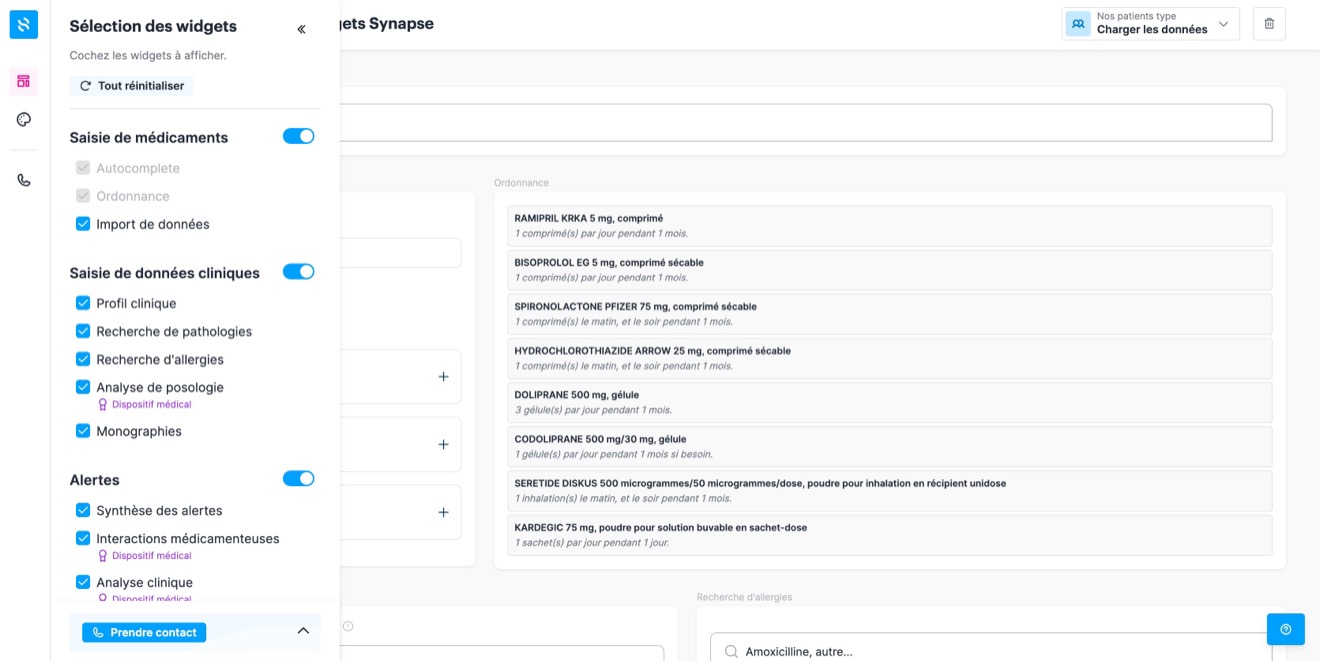 Sélection des widgets
Cochez les widgets à afficher.
Tout réinitialiser
Saisie de médicaments
Autocomplete
Ordonnance
Import de données
Saisie de données cliniques
Profil clinique
Recherche de pathologies
Recherche d'allergies
Analyse de posologie
Dispositif médical
Monographies
Alertes
Synthèse des alertes
Interactions médicamenteuses
Dispositif médical
Analyse clinique
Dispositif médical
Prendre contact
Synapse
Nos patients type
Charger les données
Ordonnance
RAMIPRIL KRKA 5 mg, comprimé
1 comprimé(s) par jour pendant 1 mois.
BISOPROLOL EG 5 mg, comprimé sécable
1 comprimé(s) par jour pendant 1 mois.
SPIRONOLACTONE PFIZER 75 mg, comprimé sécable
1 comprimé(s) le matin, et le soir pendant 1 mois.
HYDROCHLOROTHIAZIDE ARROW 25 mg, comprimé sécable
1 comprimé(s) le matin, et le soir pendant 1 mois.
DOLIPRANE 500 mg, gélule
3 gélule(s) par jour pendant 1 mois.
CODOLIPRANE 500 mg/30 mg, gélule
1 gélule(s) par jour pendant 1 mois si besoin.
SERETIDE DISKUS 500 microgrammes/50 microgrammes/dose, poudre pour inhalation en récipient unidose
1 inhalation(s) le matin, et le soir pendant 1 mois.
KARDEGIC 75 mg, poudre pour solution buvable en sachet-dose
1 sachet(s) par jour pendant 1 jour.
Recherche d'allergies
Amoxicilline, autre...